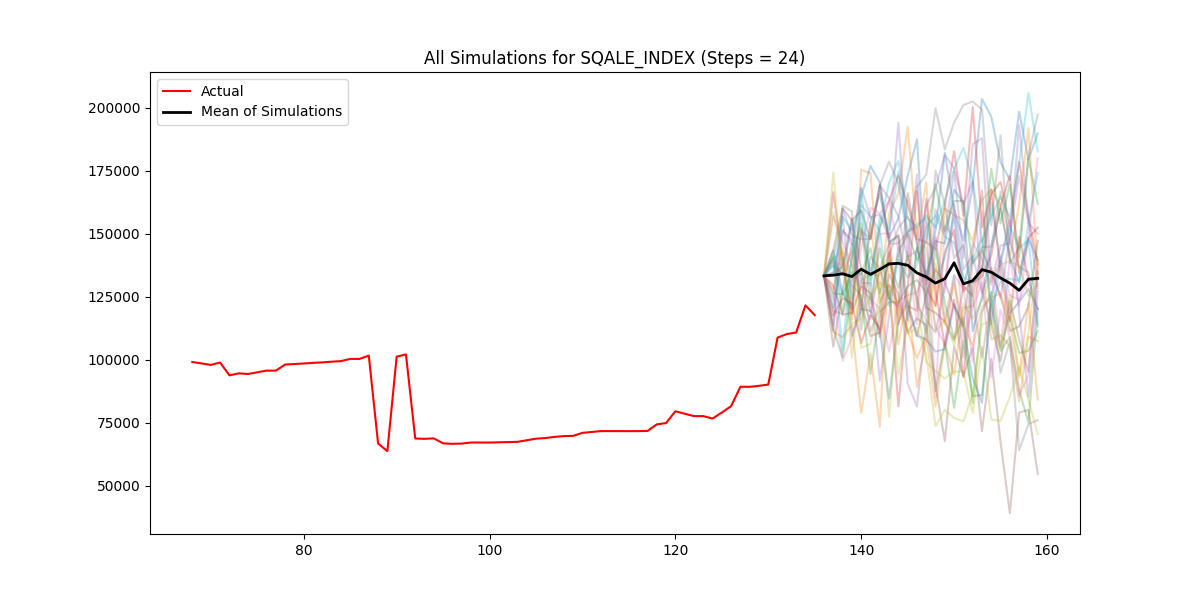 All Simulations for SQALE_INDEX (Steps = 24)
Actual
Mean of Simulations
200000
175000
150000
125000
100000
75000
50000
80 100 120 140 160